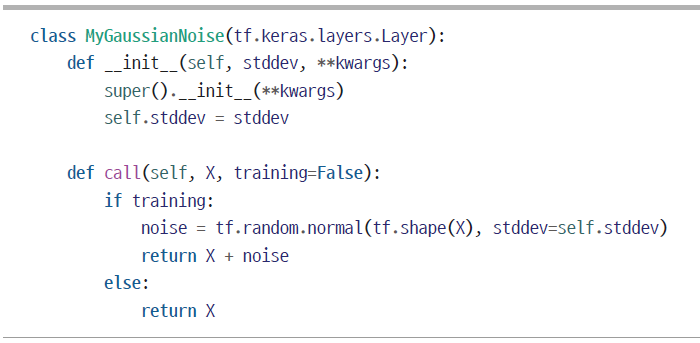 class MyGaussianNoise(tf.keras.layers.Layer):
    def __init__(self, stddev, **kwargs):
        super().__init__(**kwargs)
        self.stddev = stddev

    def call(self, X, training=False):
        if training:
            noise = tf.random.normal(tf.shape(X), stddev=self.stddev)
            return X + noise
        else:
            return X